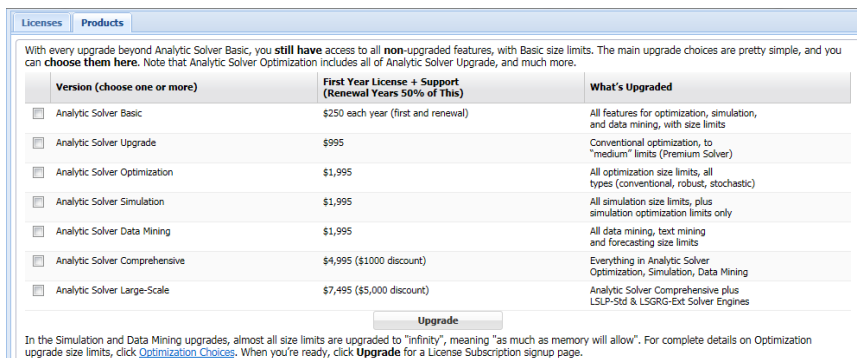 Licenses Products
With every upgrade beyond Analytic Solver Basic, you still have access to all non-upgraded features, with Basic size limits. The main upgrade choices are pretty simple, and you
can choose them here. Note that Analytic Solver Optimization includes all of Analytic Solver Upgrade, and much more.
Version (choose one or more)
First Year License + Support
(Renewal Years 50% of This)
What's Upgraded
Analytic Solver Basic
$250 each year (first and renewal)
All features for optimization, simulation,
and data mining, with size limits
Analytic Solver Upgrade
$995
Conventional optimization, to
"medium" limits (Premium Solver)
Analytic Solver Optimization
$1,995
All optimization size limits, all
types (conventional, robust, stochastic)
Analytic Solver Simulation
$1,995
All simulation size limits, plus
simulation optimization limits only
Analytic Solver Data Mining
$1,995
All data mining, text mining
and forecasting size limits
Analytic Solver Comprehensive
$4,995 ($1000 discount)
Everything in Analytic Solver
Optimization, Simulation, Data Mining
Analytic Solver Large-Scale
$7,495 ($5,000 discount)
Analytic Solver Comprehensive plus
LSLP-Std & LSGRG-Ext Solver Engines
Upgrade
In the Simulation and Data Mining upgrades, almost all size limits are upgraded to "infinity", meaning "as much as memory will allow". For complete details on Optimization
upgrade size limits, click Optimization Choices. When you're ready, click Upgrade for a License Subscription signup page.